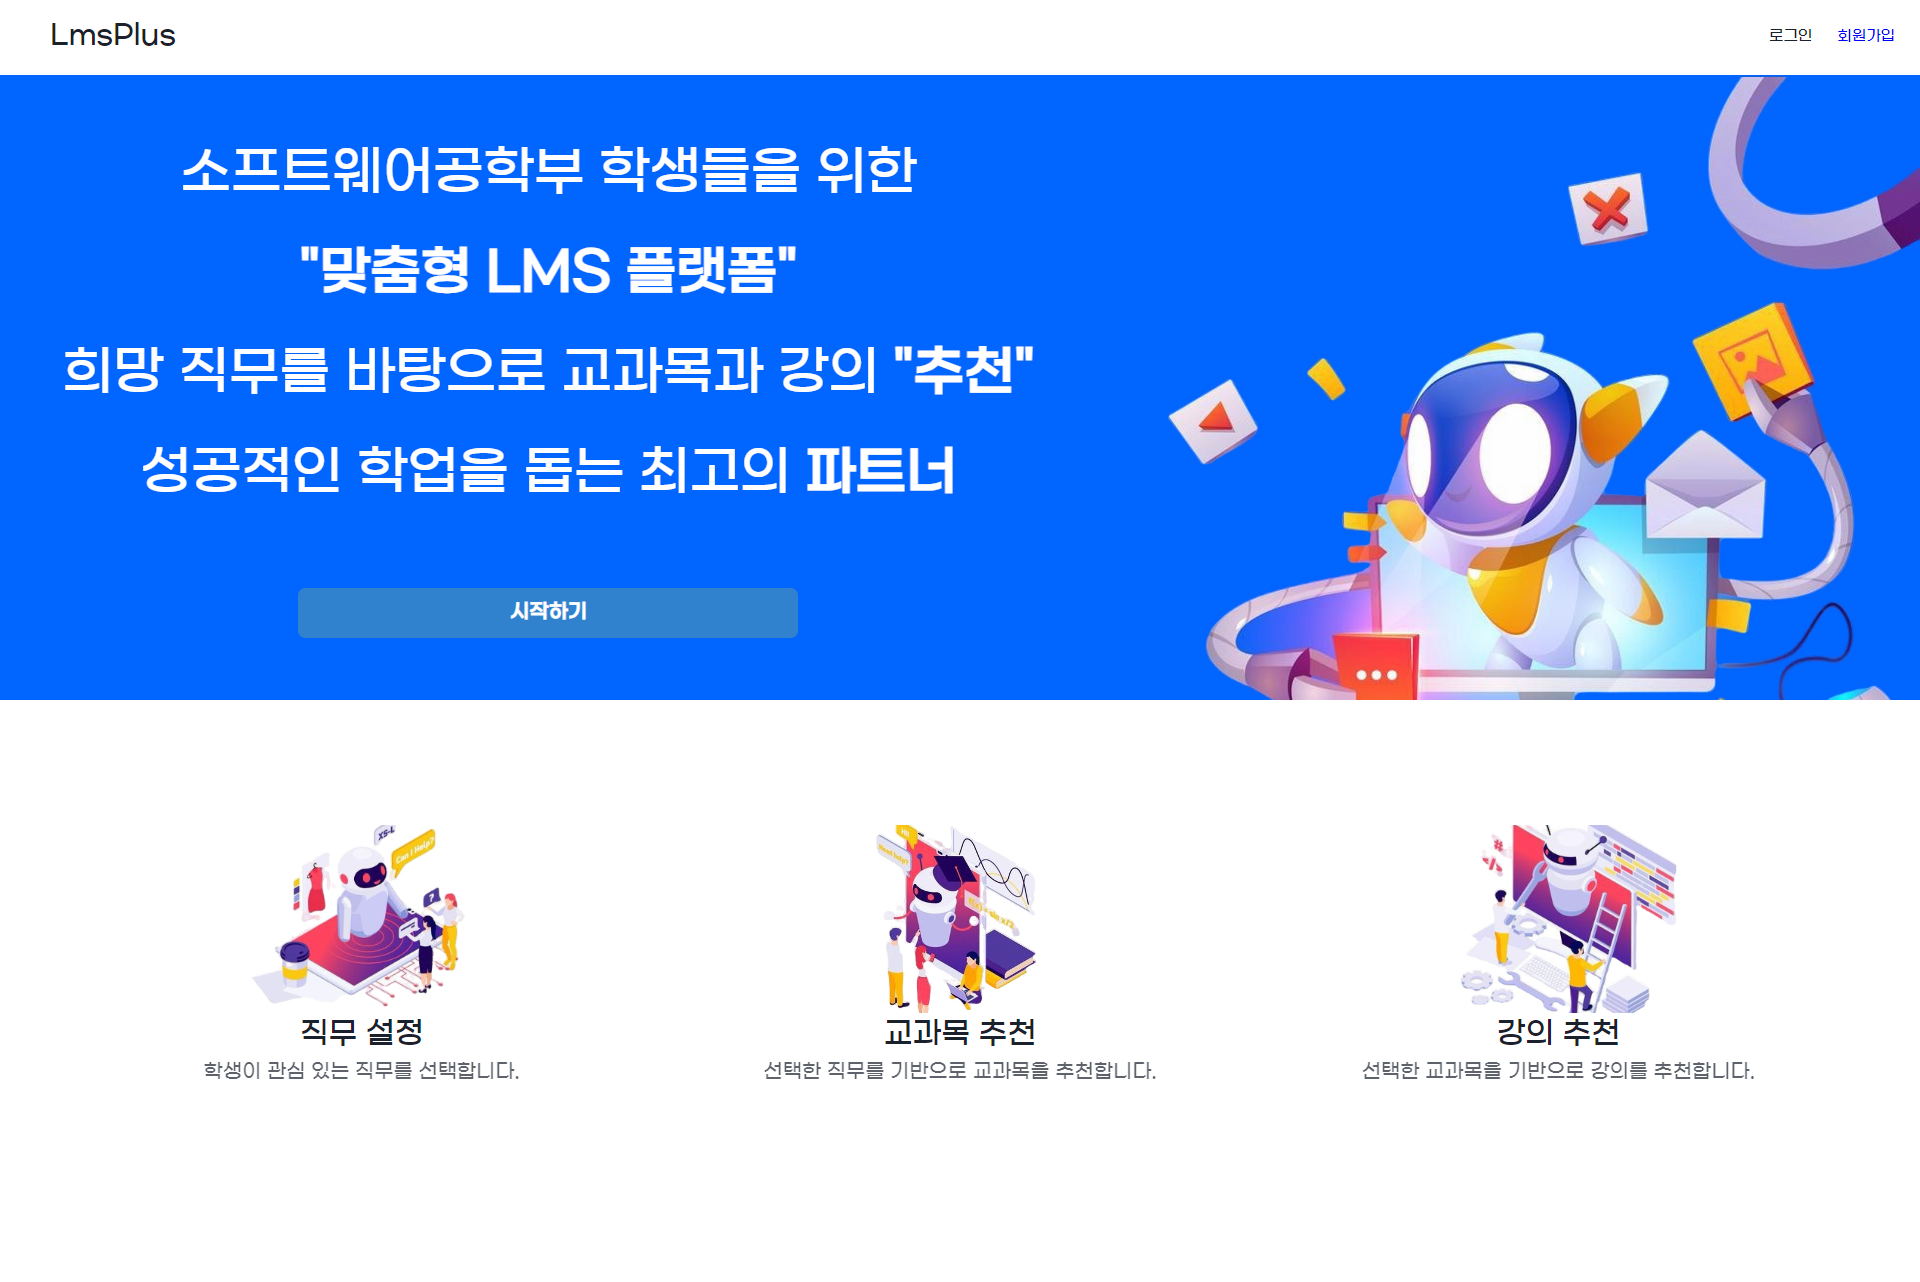 LmsPlus
로그인 회원가입
소프트웨어공학부 학생들을 위한
"맞춤형 LMS 플랫폼"
희망 직무를 바탕으로 교과목과 강의 "추천"
성공적인 학업을 돕는 최고의 파트너
시작하기
XS-L
Can I Help?
?
Hi!
Need help?
직무 설정
학생이 관심 있는 직무를 선택합니다.
교과목 추천
선택한 직무를 기반으로 교과목을 추천합니다.
강의 추천
선택한 교과목을 기반으로 강의를 추천합니다.